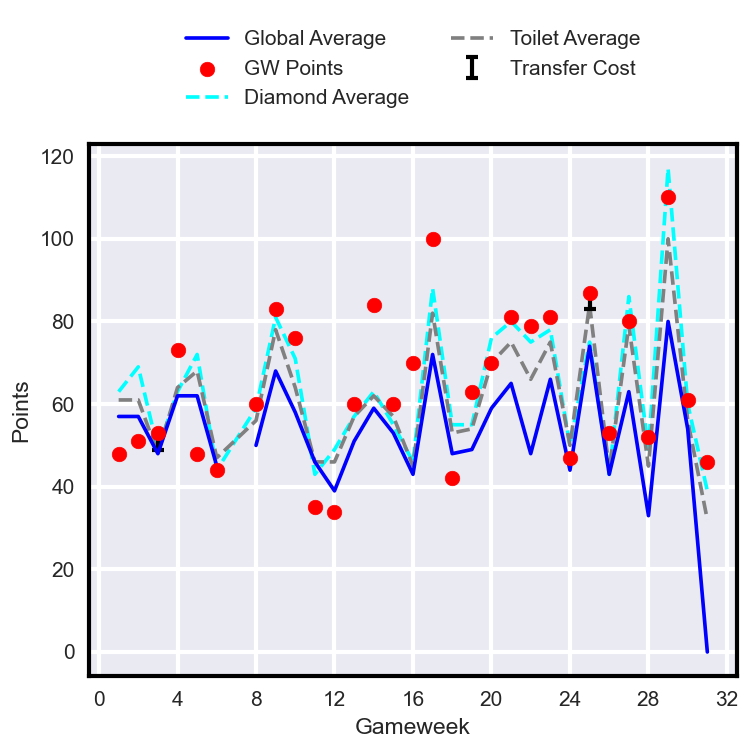 Global Average
GW Points
Diamond Average
Toilet Average
Transfer Cost
120
100
80
60
40
20
0
Points
0 4 8 12 16 20 24 28 32
Gameweek